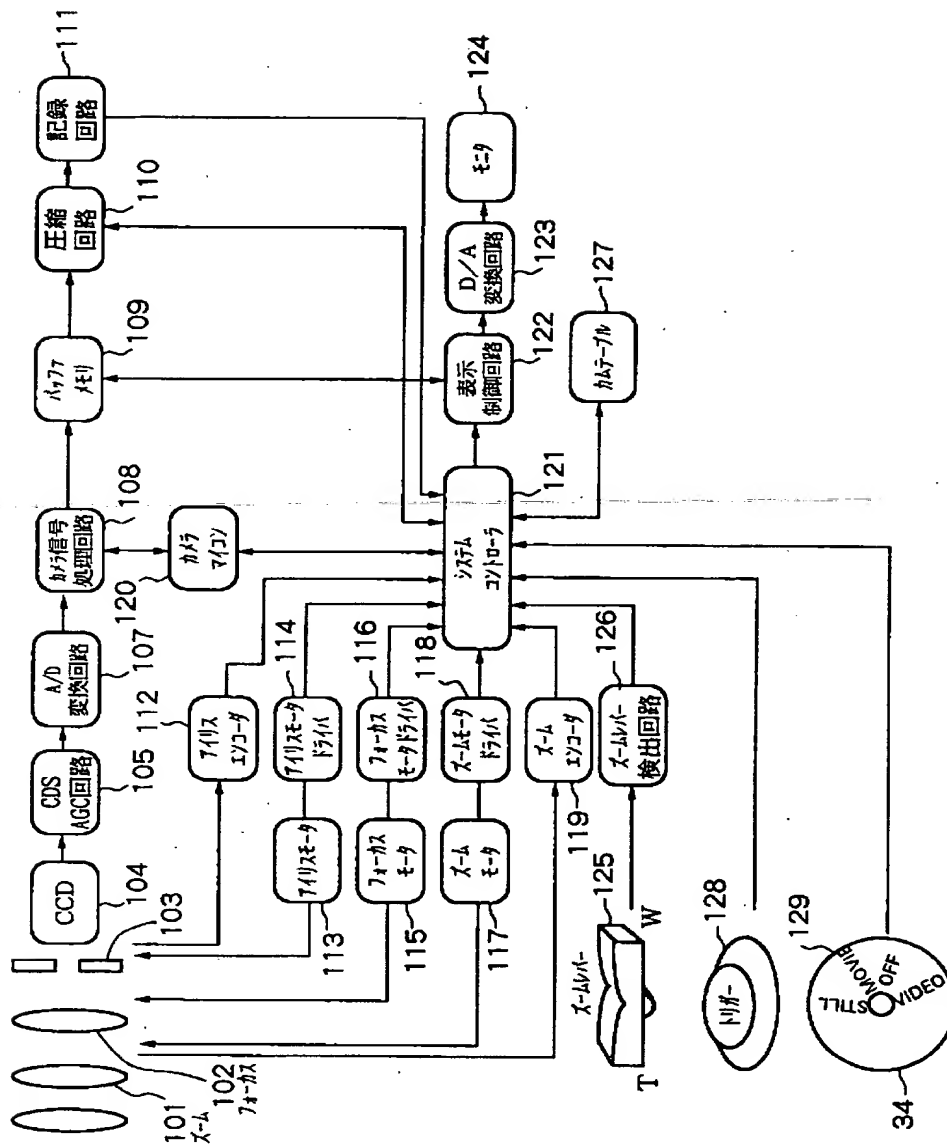 101
ズーム
102
フォーカス
103
CCD
104
CDS
AGC回路
105
A/D
変換回路
107
カメラ信号
処理回路
108
バッファ
メモリ
109
圧縮
回路
110
記録
回路
111
アイリス
エンコーダ
112
アイリスモータ
113
アイリスモータ
ドライバ
114
フォーカス
モータ
115
フォーカス
モータドライバ
116
ズーム
モータ
117
ズームモータ
ドライバ
118
ズーム
エンコーダ
119
カメラ
マイコン
120
システム
コントローラ
121
表示
制御回路
122
D/A
変換回路
123
モニタ
124
ズームレバー
125
T
W
ズームレバー
検出回路
126
カムテーブル
127
トリガー
128
STILL
MOVIE
OFF
VIDEO
129
34